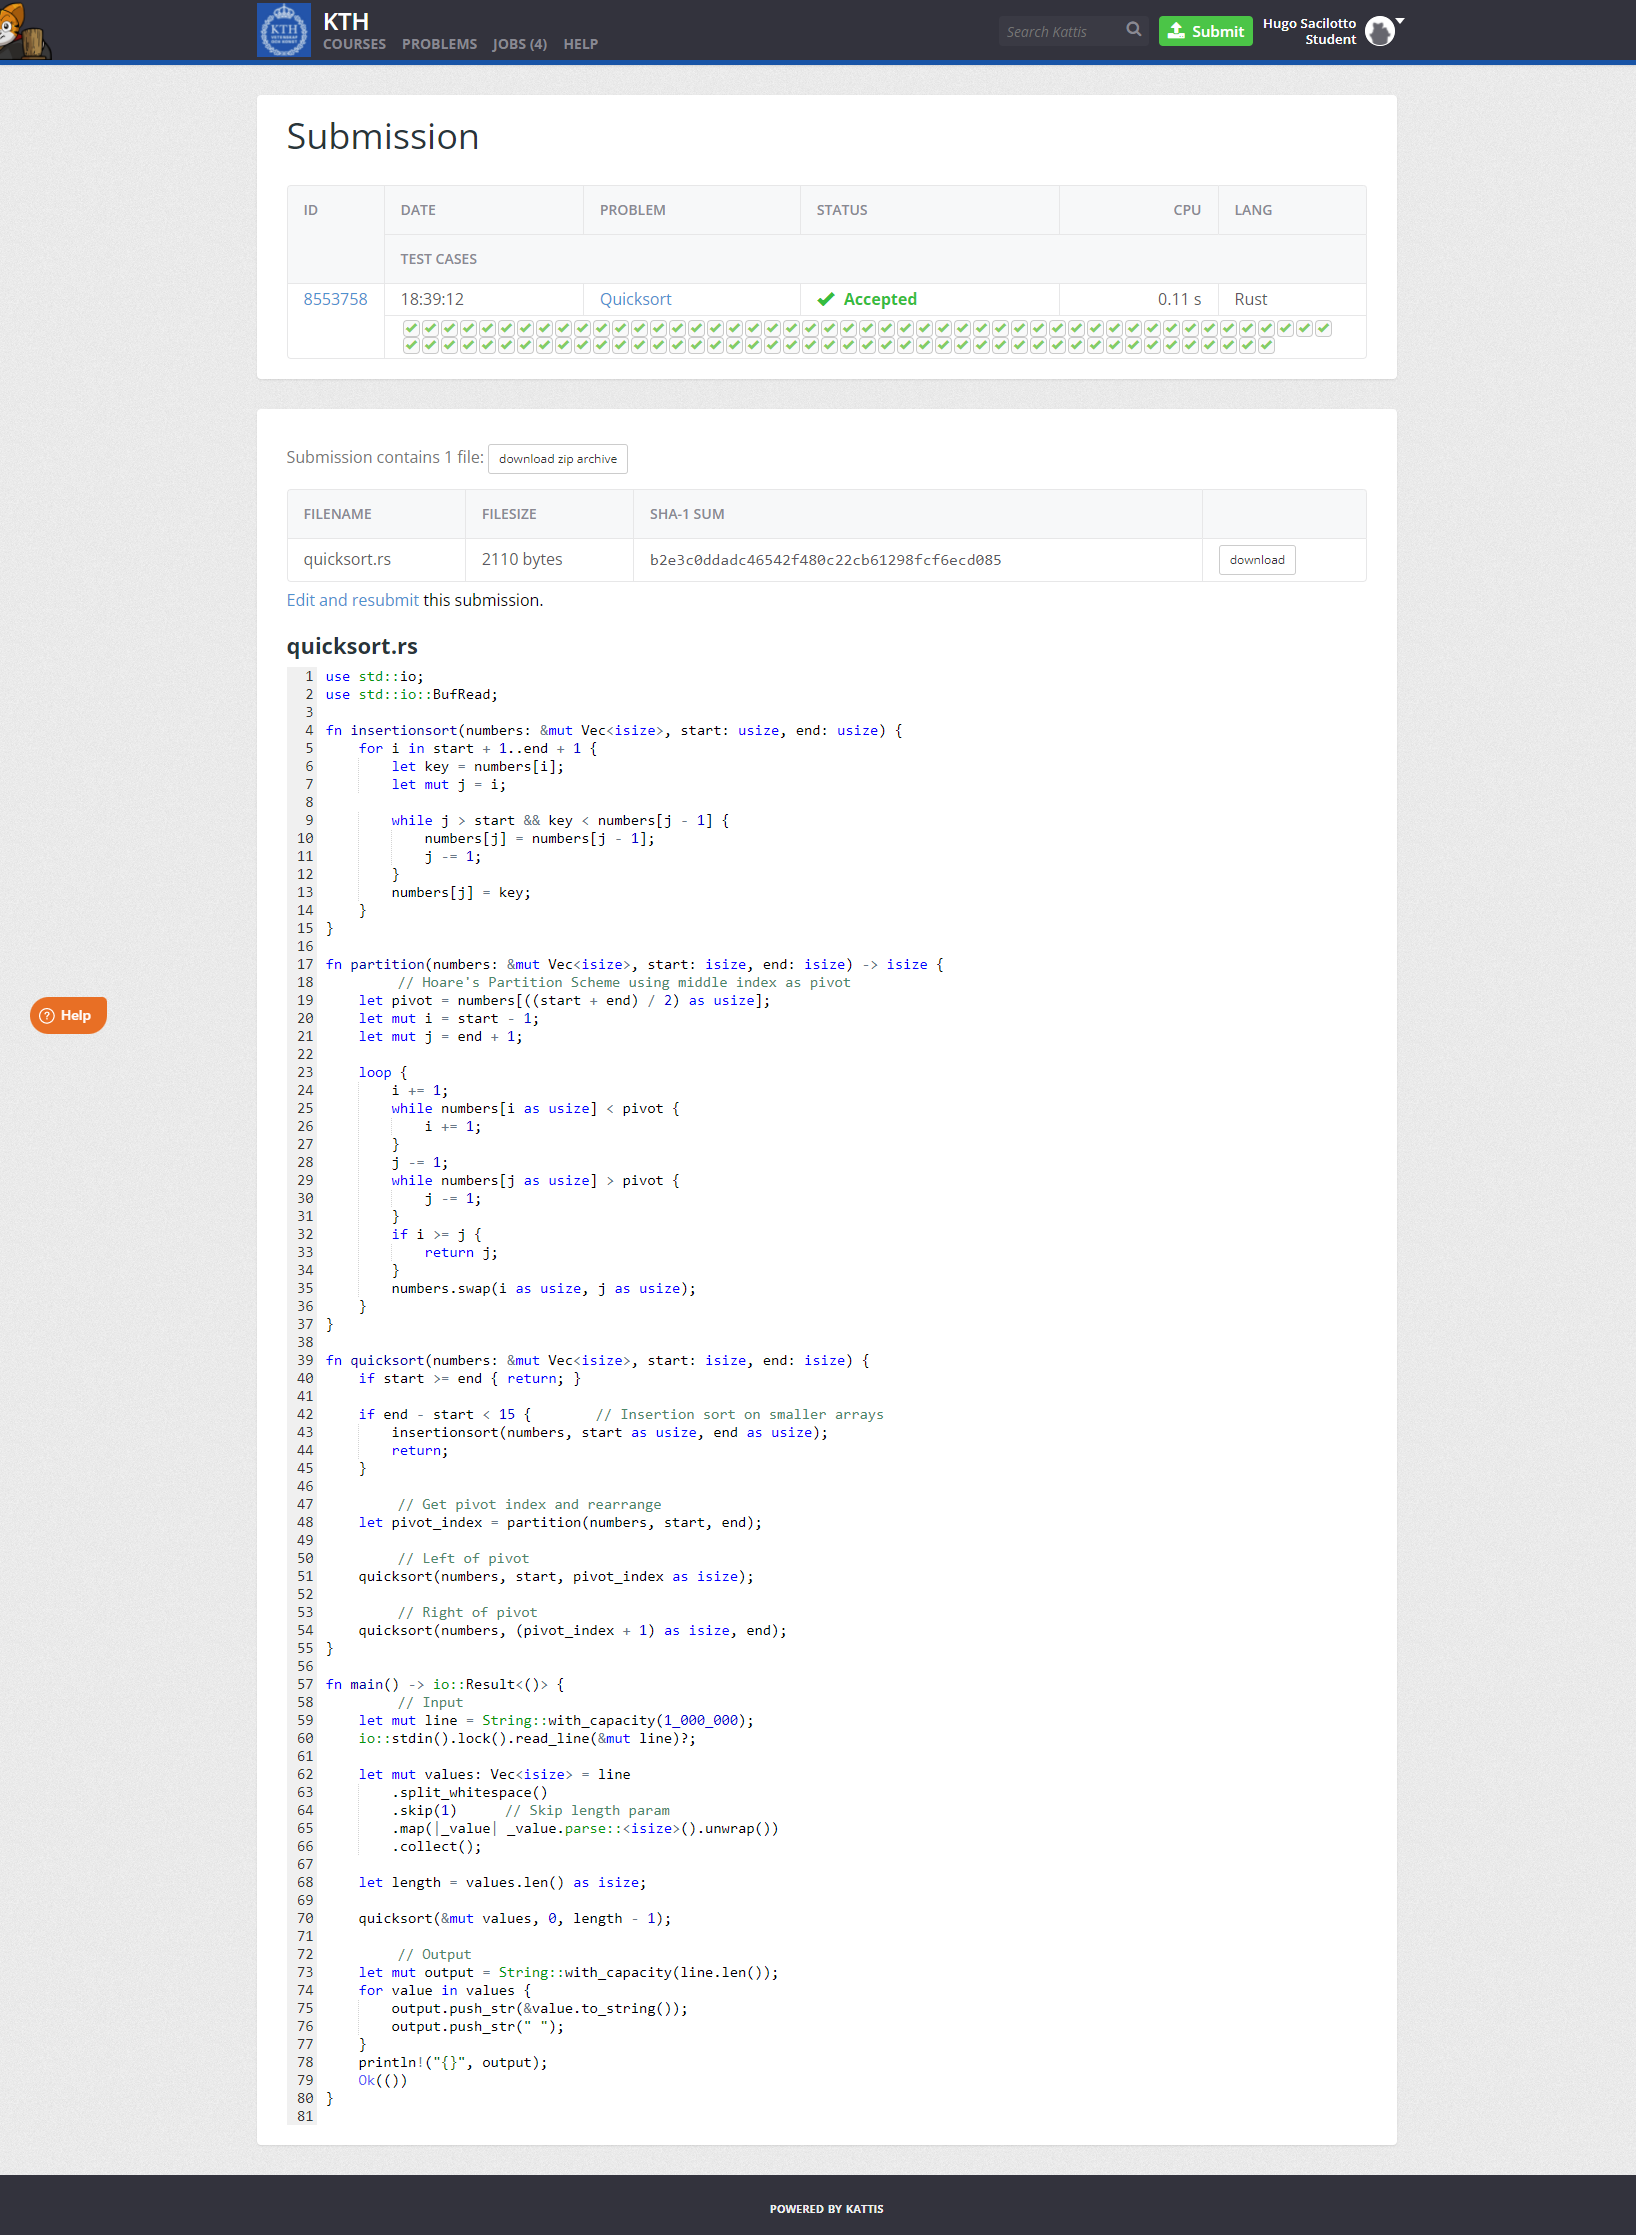 KTH
COURSES PROBLEMS JOBS (4) HELP
Search Kattis
Submit
Hugo Sacilotto
Student
Submission
ID DATE PROBLEM STATUS CPU LANG
TEST CASES
8553758 18:39:12 Quicksort Accepted 0.11 s Rust
Submission contains 1 file: download zip archive
FILENAME FILESIZE SHA-1 SUM
quicksort.rs 2110 bytes b2e3c0ddadc46542f480c22cb61298fcf6ecd085 download
Edit and resubmit this submission.
quicksort.rs
1 use std::io;
2 use std::io::BufRead;
3
4 fn insertionsort(numbers: &mut Vec<isize>, start: usize, end: usize) {
5     for i in start + 1..end + 1 {
6         let key = numbers[i];
7         let mut j = i;
8
9         while j > start && key < numbers[j - 1] {
10             numbers[j] = numbers[j - 1];
11             j -= 1;
12         }
13         numbers[j] = key;
14     }
15 }
16
17 fn partition(numbers: &mut Vec<isize>, start: isize, end: isize) -> isize {
18         // Hoare's Partition Scheme using middle index as pivot
19     let pivot = numbers[((start + end) / 2) as usize];
20     let mut i = start - 1;
21     let mut j = end + 1;
22
23     loop {
24         i += 1;
25         while numbers[i as usize] < pivot {
26             i += 1;
27         }
28         j -= 1;
29         while numbers[j as usize] > pivot {
30             j -= 1;
31         }
32         if i >= j {
33             return j;
34         }
35         numbers.swap(i as usize, j as usize);
36     }
37 }
38
39 fn quicksort(numbers: &mut Vec<isize>, start: isize, end: isize) {
40     if start >= end { return; }
41
42     if end - start < 15 {        // Insertion sort on smaller arrays
43         insertionsort(numbers, start as usize, end as usize);
44         return;
45     }
46
47         // Get pivot index and rearrange
48     let pivot_index = partition(numbers, start, end);
49
50         // Left of pivot
51     quicksort(numbers, start, pivot_index as isize);
52
53         // Right of pivot
54     quicksort(numbers, (pivot_index + 1) as isize, end);
55 }
56
57 fn main() -> io::Result<()> {
58         // Input
59     let mut line = String::with_capacity(1_000_000);
60     io::stdin().lock().read_line(&mut line)?;
61
62     let mut values: Vec<isize> = line
63         .split_whitespace()
64         .skip(1)      // Skip length param
65         .map(|_value| _value.parse::<isize>().unwrap())
66         .collect();
67
68     let length = values.len() as isize;
69
70     quicksort(&mut values, 0, length - 1);
71
72         // Output
73     let mut output = String::with_capacity(line.len());
74     for value in values {
75         output.push_str(&value.to_string());
76         output.push_str(" ");
77     }
78     println!("{}", output);
79     Ok(())
80 }
81
Help
POWERED BY KATTIS